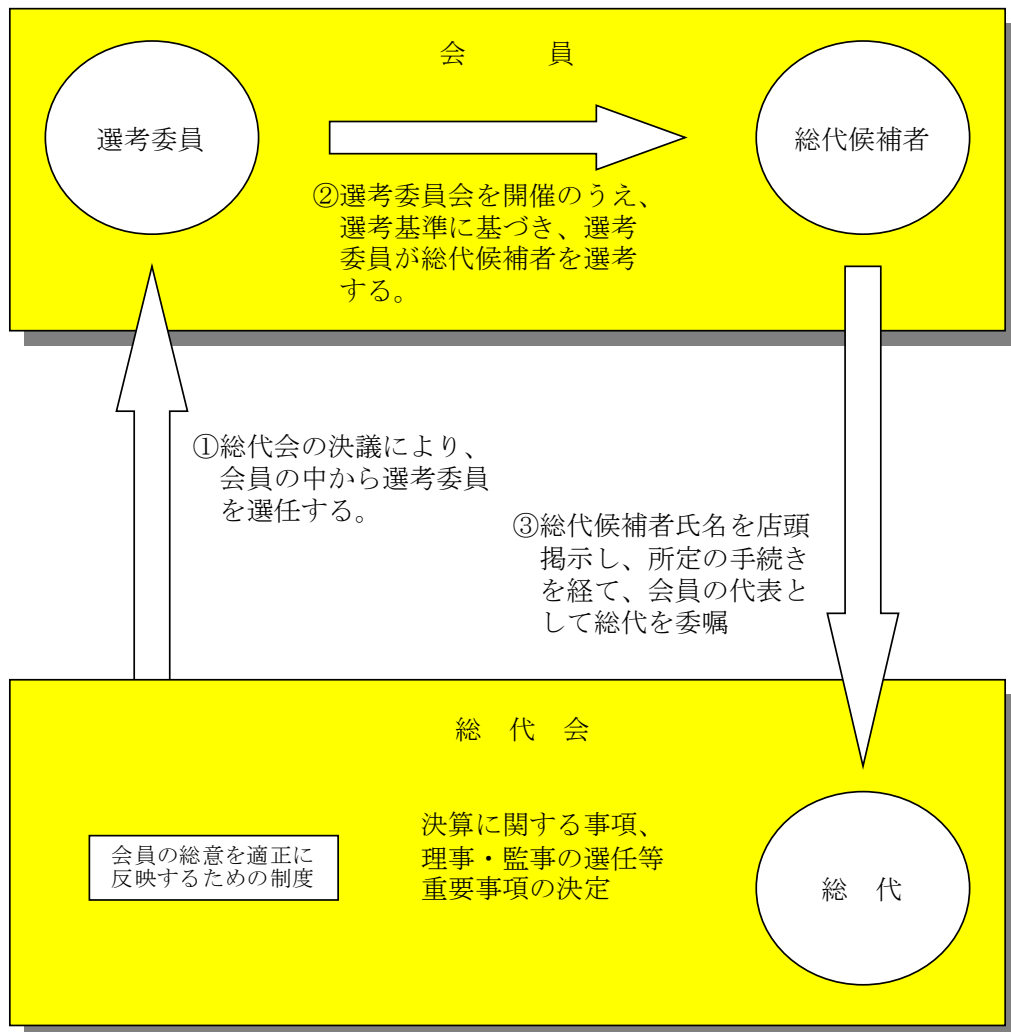 会　　員
選考委員
総代候補者
②選考委員会を開催のうえ、
選考基準に基づき、選考
委員が総代候補者を選考
する。
①総代会の決議により、
会員の中から選考委員
を選任する。
③総代候補者氏名を店頭
掲示し、所定の手続き
を経て、会員の代表と
して総代を委嘱
総　代　会
会員の総意を適正に
反映するための制度
決算に関する事項、
理事・監事の選任等
重要事項の決定
総　代